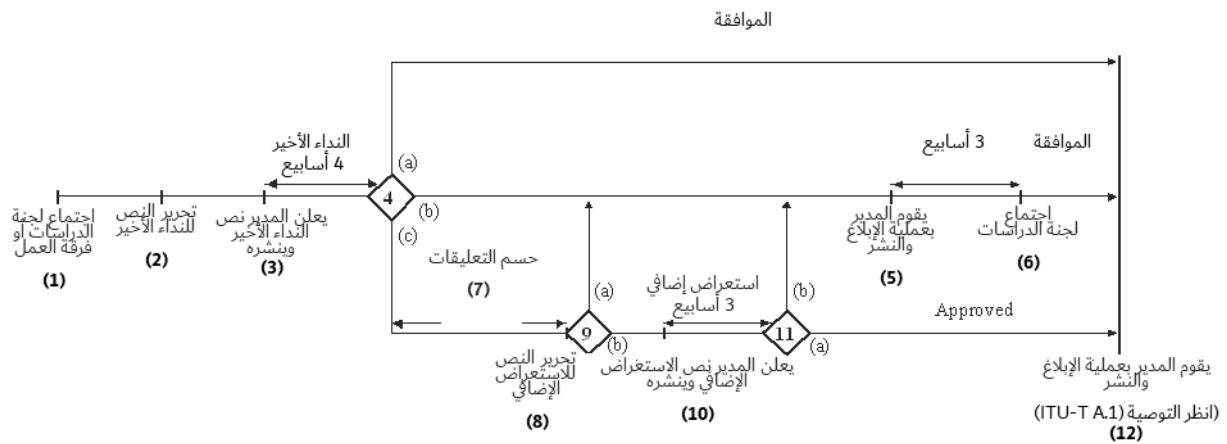 الموافقة
النداء الأخير
4 أسابيع
3 أسابيع
الموافقة
(a)
4
(b)
(c)
اجتماع لجنة
الدراسات أو
فرقة العمل
(1)
تحرير النص
للنداء الأخير
(2)
يعلن المدير نص
النداء الأخير
وينشره
(3)
يقوم المدير
بعملية الإبلاغ
والنشر
(5)
اجتماع
لجنة الدراسات
(6)
حسم التعليقات
(7)
(a)
9
(b)
استعراض إضافي
3 أسابيع
(b)
11
(a)
Approved
تحرير النص
للاستعراض
الإضافي
(8)
يعلن المدير نص الاستغراض
الإضافي وينشره
(10)
يقوم المدير بعملية الإبلاغ
والنشر
(انظر التوصية ITU-T A.1)
(12)